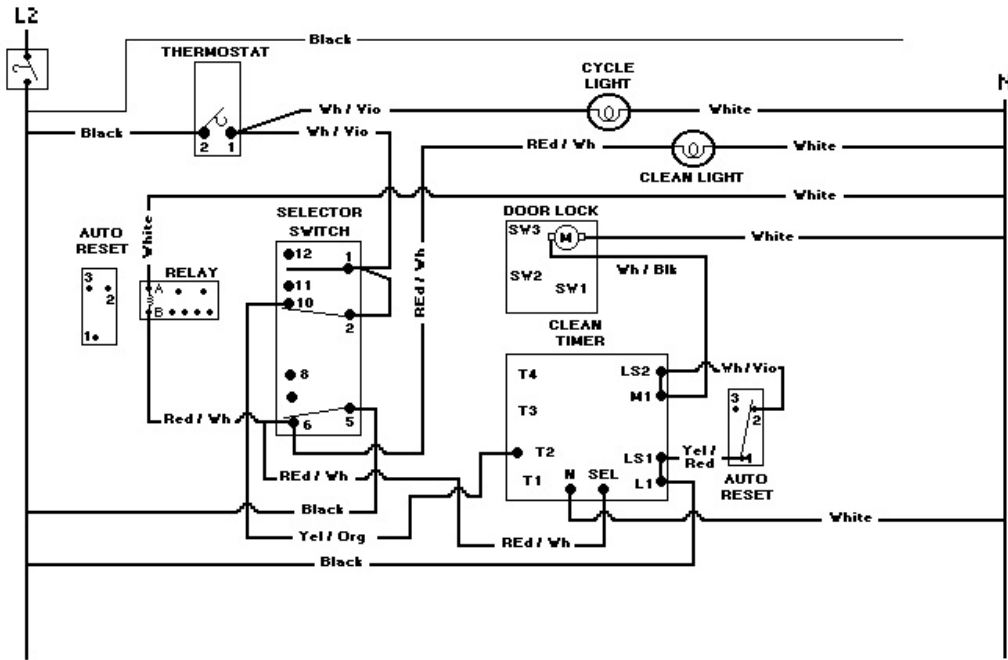 L2
Black
THERMOSTAT
CYCLE
LIGHT
Wh / Vio
White
Black
2 1
Wh / Vio
REd / Wh
White
CLEAN LIGHT
White
White
AUTO
RESET
3
2
1
RELAY
A
B
SELECTOR
SWITCH
12
1
11
10
2
8
6
5
REd / Wh
DOOR LOCK
SW3
M
White
SW2
SW1
Wh / Blk
CLEAN
TIMER
T4
LS2
Wh/Vio
M1
T3
3
2
Red / Wh
T2
LS1
Yel /
Red
T1
N
SEL
L1
AUTO
RESET
REd / Wh
Black
White
Yel / Org
REd / Wh
Black